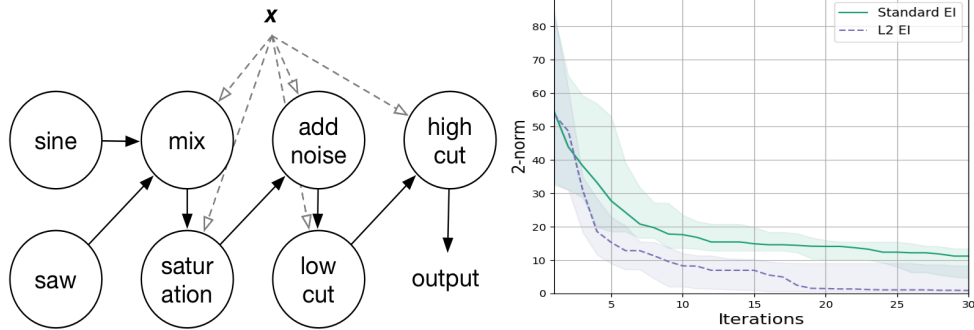 x
sine
mix
add
noise
high
cut
saw
satur
ation
low
cut
output
80
70
60
50
40
30
20
10
0
2-norm
Standard EI
L2 EI
5
10
15
20
25
30
Iterations